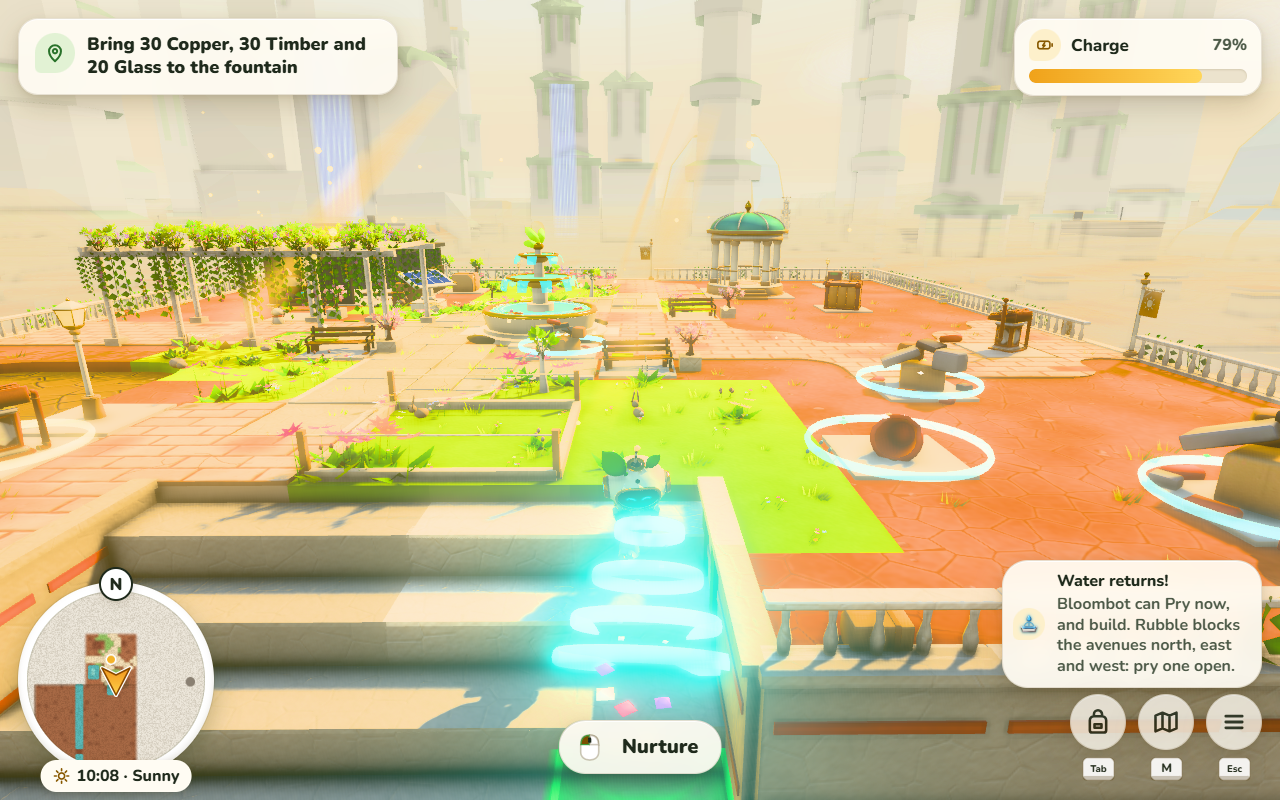 Bring 30 Copper, 30 Timber and
20 Glass to the fountain
Charge 79%
Water returns!
Bloombot can Pry now,
and build. Rubble blocks
the avenues north, east
and west: pry one open.
N
10:08 · Sunny
Nurture
Tab
M
Esc